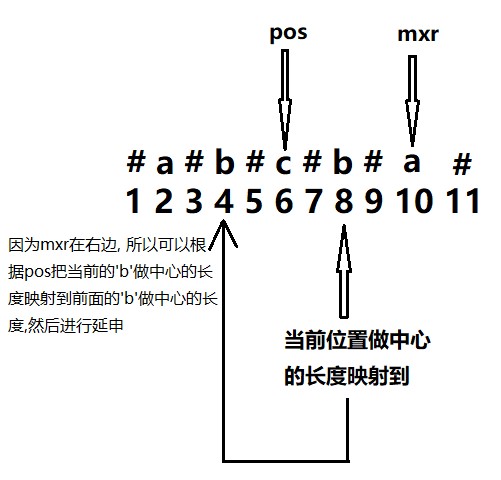 pos mxr
# a # b # c # b # a #
1 2 3 4 5 6 7 8 9 10 11
因为mxr在右边, 所以可以根
据pos把当前的'b'做中心的长
度映射到前面的'b'做中心的长
度,然后进行延申
当前位置做中心
的长度映射到